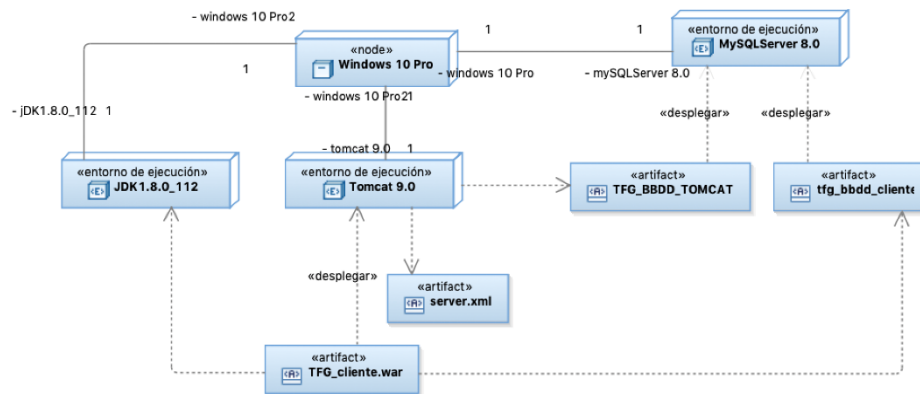 - windows 10 Pro2
«node»
Windows 10 Pro
1
1
«entorno de ejecución»
MySQLServer 8.0
1
- windows 10 Pro
- mySQLServer 8.0
- windows 10 Pro21
- jDK1.8.0_112
1
«desplegar»
«desplegar»
- tomcat 9.0
1
«entorno de ejecución»
JDK1.8.0_112
«entorno de ejecución»
Tomcat 9.0
«artifact»
TFG_BBDD_TOMCAT
«artifact»
tfg_bbdd_cliente
«desplegar»
«artifact»
server.xml
«artifact»
TFG_cliente.war